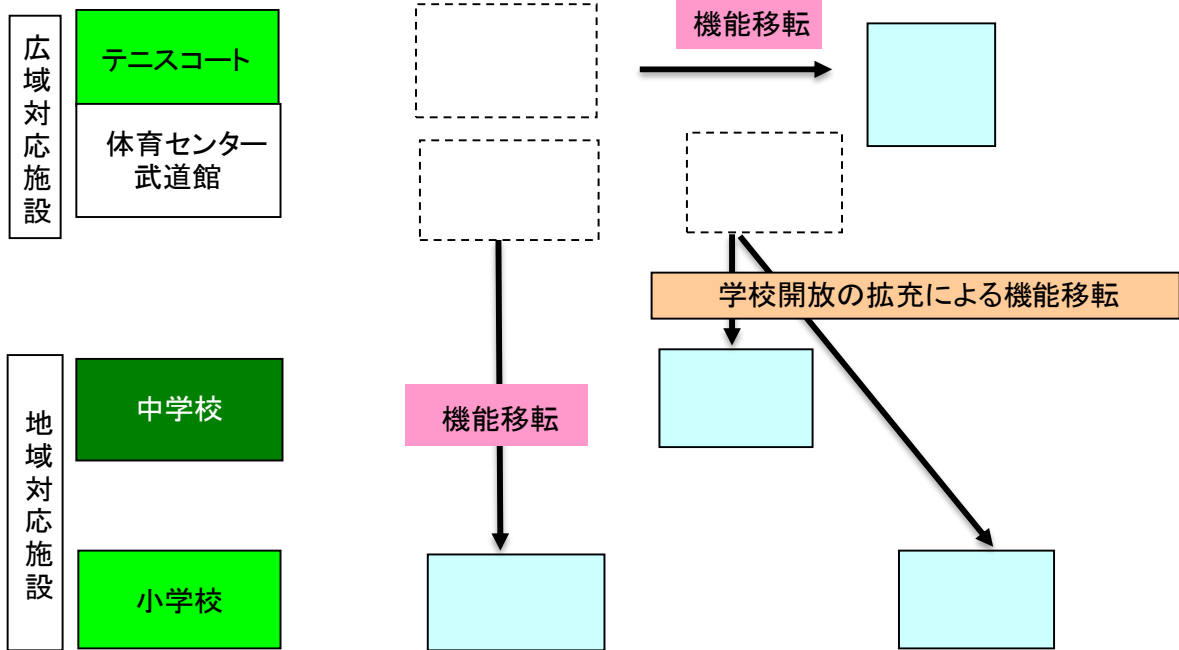 広域対応施設
テニスコート
体育センター
武道館
機能移転
学校開放の拡充による機能移転
地域対応施設
中学校
機能移転
小学校